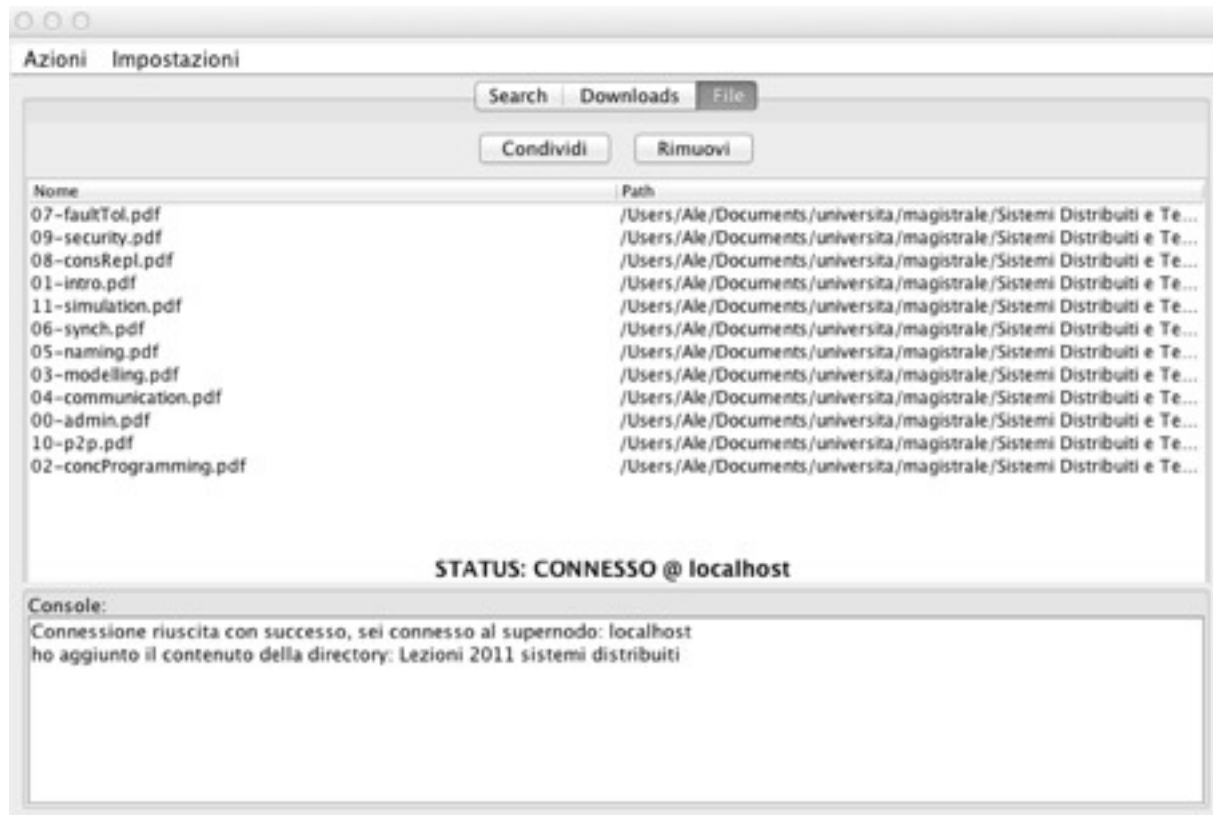 Azioni Impostazioni
Search Downloads File
Condividi Rimuovi
Nome Path
07-faultTol.pdf /Users/Ale/Documents/universita/magistrale/Sistemi Distribuiti e Te...
09-security.pdf /Users/Ale/Documents/universita/magistrale/Sistemi Distribuiti e Te...
08-consRepl.pdf /Users/Ale/Documents/universita/magistrale/Sistemi Distribuiti e Te...
01-intro.pdf /Users/Ale/Documents/universita/magistrale/Sistemi Distribuiti e Te...
11-simulation.pdf /Users/Ale/Documents/universita/magistrale/Sistemi Distribuiti e Te...
06-synch.pdf /Users/Ale/Documents/universita/magistrale/Sistemi Distribuiti e Te...
05-naming.pdf /Users/Ale/Documents/universita/magistrale/Sistemi Distribuiti e Te...
03-modelling.pdf /Users/Ale/Documents/universita/magistrale/Sistemi Distribuiti e Te...
04-communication.pdf /Users/Ale/Documents/universita/magistrale/Sistemi Distribuiti e Te...
00-admin.pdf /Users/Ale/Documents/universita/magistrale/Sistemi Distribuiti e Te...
10-p2p.pdf /Users/Ale/Documents/universita/magistrale/Sistemi Distribuiti e Te...
02-concProgramming.pdf /Users/Ale/Documents/universita/magistrale/Sistemi Distribuiti e Te...
STATUS: CONNESSO @ localhost
Console:
Connessione riuscita con successo, sei connesso al supernodo: localhost
ho aggiunto il contenuto della directory: Lezioni 2011 sistemi distribuiti